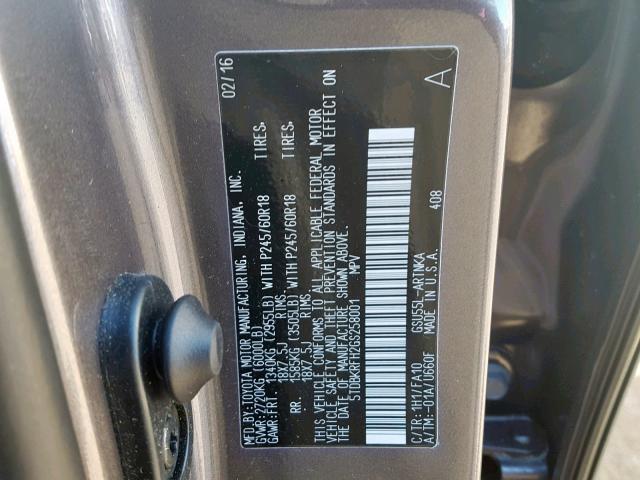 MFD.BY:TOYOTA MOTOR MANUFACTURING, INDIANA, INC. 02/16
GVWR:2720KG (6000LB)
GAWR:FRT. 1340KG (2955LB) WITH P245/60R18 TIRES,
18X7.5J RIMS
RR. 1595KG (3505LB) WITH P245/60R18 TIRES,
18X7.5J RIMS
THIS VEHICLE CONFORMS TO ALL APPLICABLE FEDERAL MOTOR
VEHICLE SAFETY AND THEFT PREVENTION STANDARDS IN EFFECT ON
THE DATE OF MANUFACTURE SHOWN ABOVE.
5TDBKRFH2GS259001 MPV
C/TR:1H1/FA10 GSU55L-ARTNKA 408
A/TM:-01A/U660F MADE IN U.S.A.
A